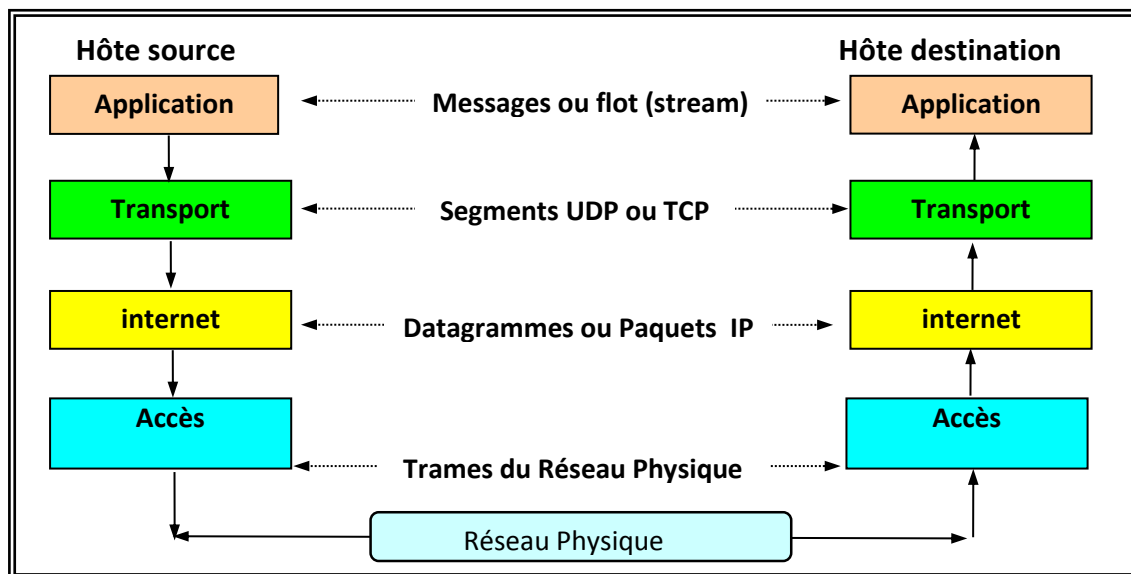 Hôte source
Hôte destination
Application
Messages ou flot (stream)
Application
Transport
Segments UDP ou TCP
Transport
internet
Datagrammes ou Paquets IP
internet
Accès
Accès
Trames du Réseau Physique
Réseau Physique